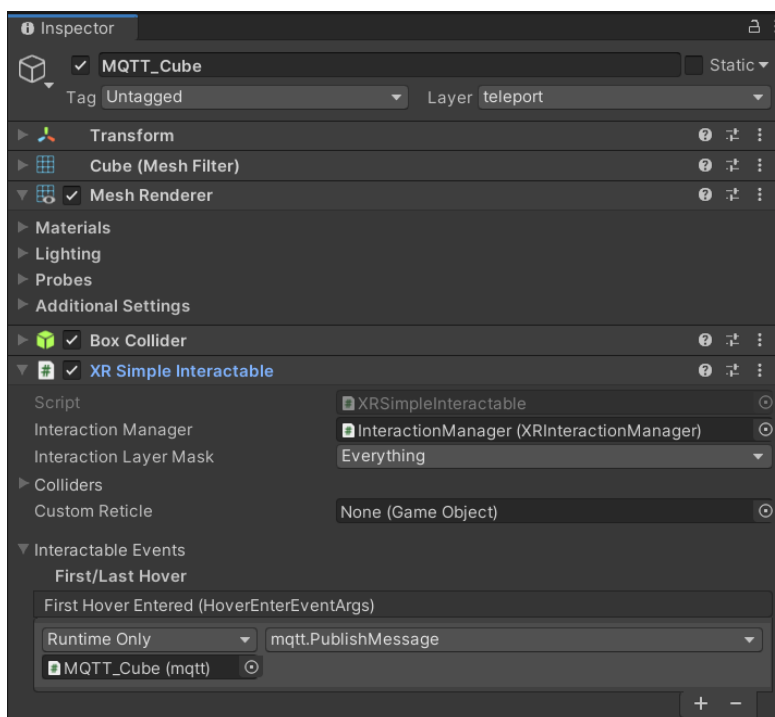 Inspector
MQTT_Cube Static
Tag Untagged Layer teleport
Transform
Cube (Mesh Filter)
Mesh Renderer
Materials
Lighting
Probes
Additional Settings
Box Collider
# XR Simple Interactable
Script # XRSimpleInteractable
Interaction Manager # InteractionManager (XRInteractionManager)
Interaction Layer Mask Everything
Colliders
Custom Reticle None (Game Object)
Interactable Events
First/Last Hover
First Hover Entered (HoverEnterEventArgs)
Runtime Only mqtt.PublishMessage
# MQTT_Cube (mqtt)
+ −